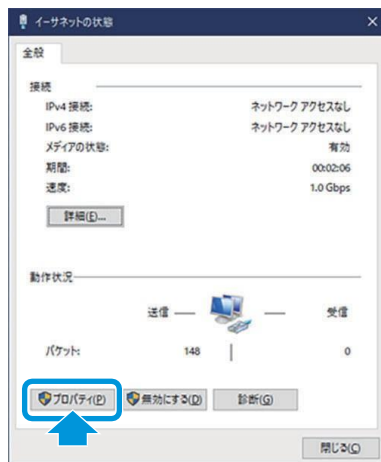 イーサネットの状態
全般
接続
IPv4 接続: ネットワーク アクセスなし
IPv6 接続: ネットワーク アクセスなし
メディアの状態: 有効
期間: 00:02:06
速度: 1.0 Gbps
詳細(E)...
動作状況
送信 受信
パケット: 148 0
プロパティ(P) 無効にする(D) 診断(G)
閉じる(C)